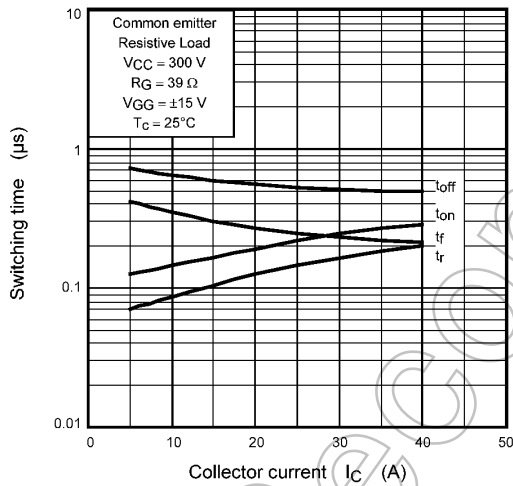 10
Common emitter
Resistive Load
VCC = 300 V
RG = 39 Ω
VGG = ±15 V
Tc = 25°C
1
0.1
0.01
Switching time (μs)
toff
ton
tf
tr
0 10 20 30 40 50
Collector current IC (A)